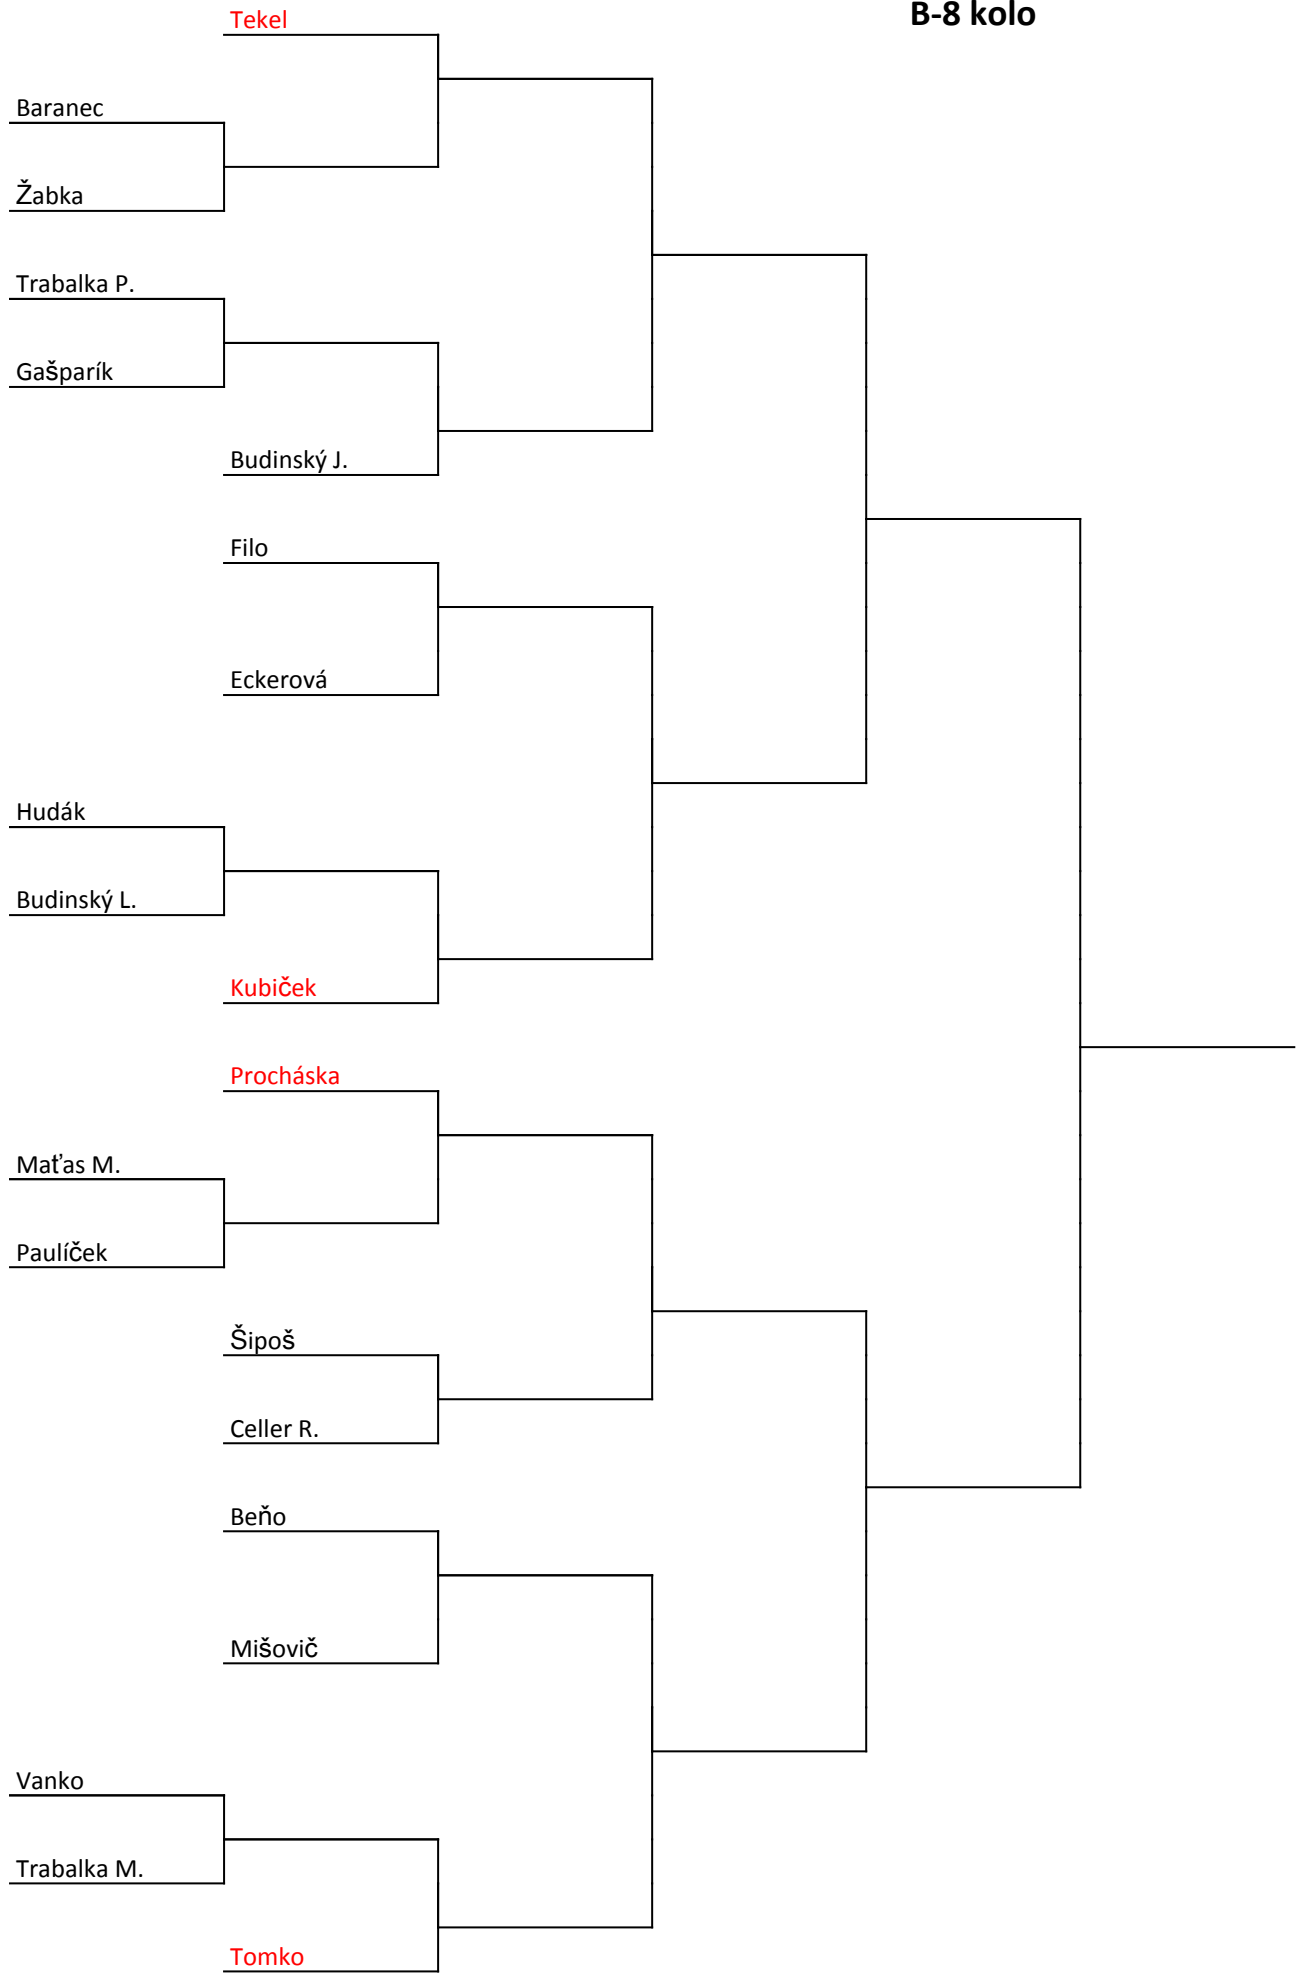 B-8 kolo
Tekel
Baranec
Žabka
Trabalka P.
Gašparík
Budinský J.
Filo
Eckerová
Hudák
Budinský L.
Kubiček
Procháska
Maťas M.
Paulíček
Šipoš
Celler R.
Beňo
Mišovič
Vanko
Trabalka M.
Tomko